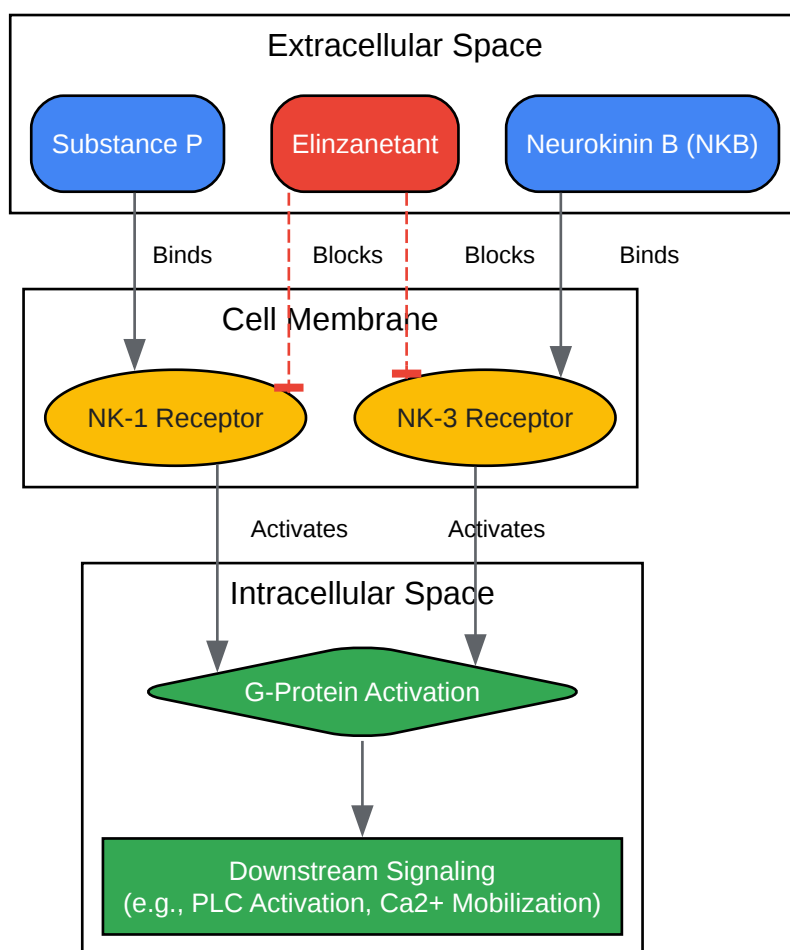 Extracellular Space
Substance P
Elinzanetant
Neurokinin B (NKB)
Binds
Blocks
Blocks
Binds
Cell Membrane
NK-1 Receptor
NK-3 Receptor
Activates
Activates
Intracellular Space
G-Protein Activation
Downstream Signaling
(e.g., PLC Activation, Ca2+ Mobilization)